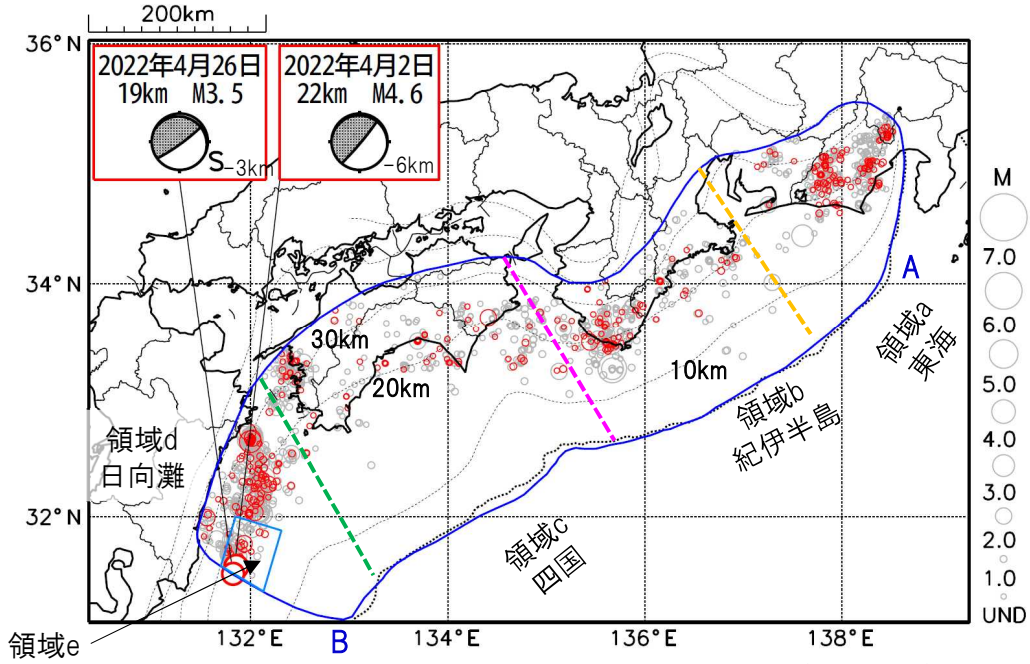 200km
36°N
2022年4月26日
19km M3.5
S
-3km
2022年4月2日
22km M4.6
-6km
M
7.0
6.0
5.0
4.0
3.0
2.0
1.0
UND
34°N
A
領域a
東海
30km
20km
10km
領域b
紀伊半島
領域d
日向灘
32°N
領域c
四国
132°E
B
134°E
136°E
138°E
領域e